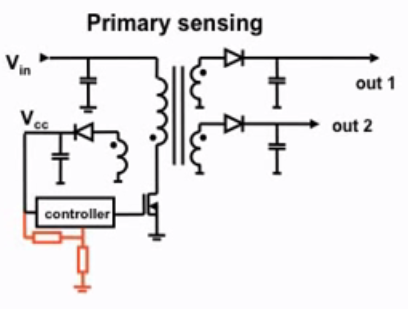 Primary sensing
Vin
out 1
Vcc
out 2
controller